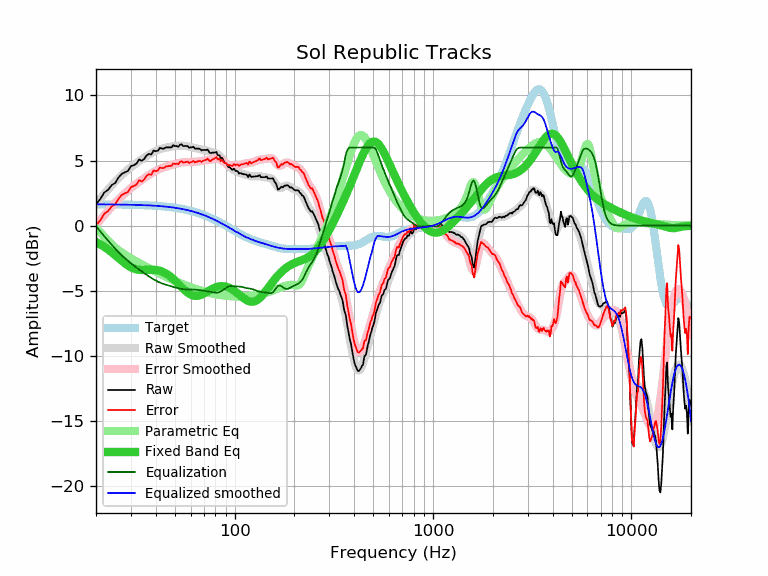 Sol Republic Tracks
Amplitude (dBr)
10
5
0
−5
−10
−15
−20
Target
Raw Smoothed
Error Smoothed
Raw
Error
Parametric Eq
Fixed Band Eq
Equalization
Equalized smoothed
100 1000 10000
Frequency (Hz)